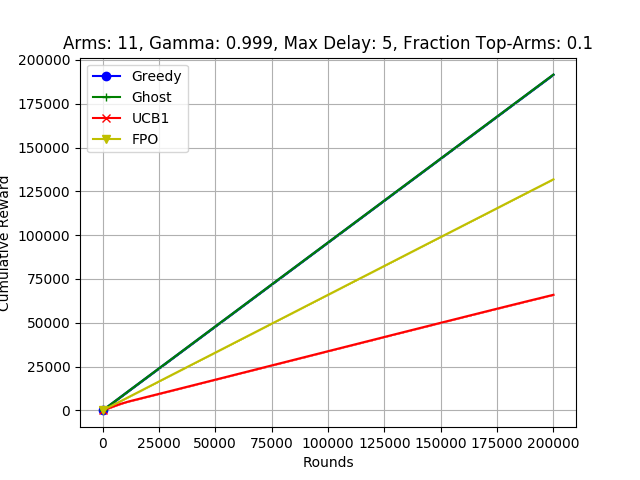 Arms: 11, Gamma: 0.999, Max Delay: 5, Fraction Top-Arms: 0.1
200000
175000
150000
125000
100000
75000
50000
25000
0
Cumulative Reward
Greedy
Ghost
UCB1
FPO
0 25000 50000 75000 100000 125000 150000 175000 200000
Rounds